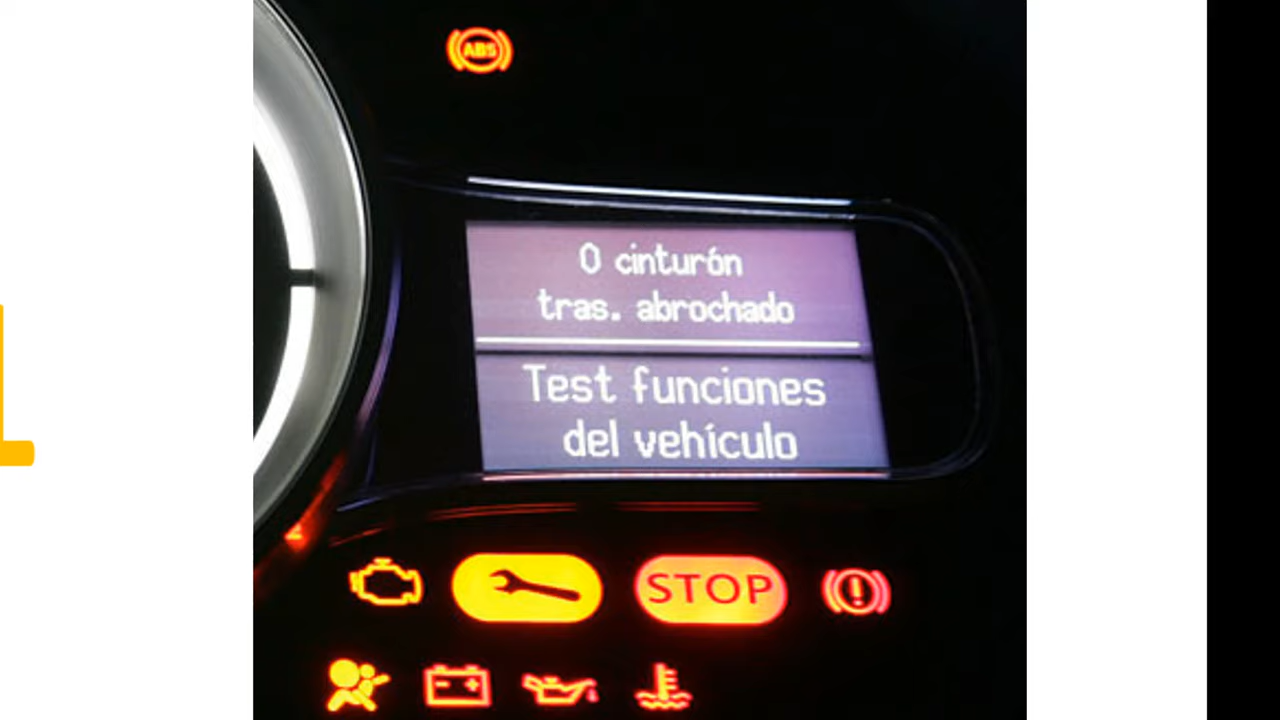 ABS
0 cinturón
tras. abrochado
Test funciones
del vehículo
STOP